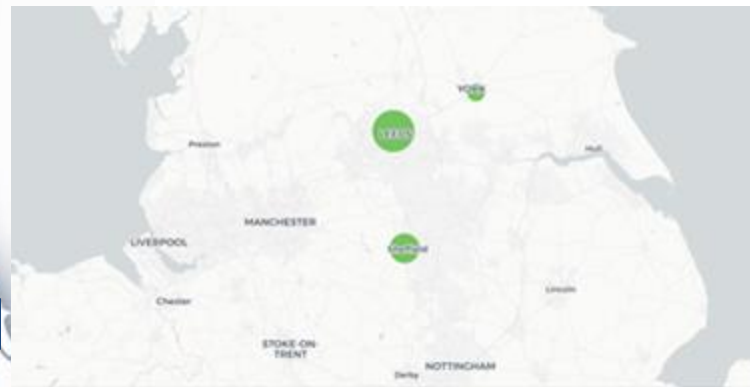 YORK
LEEDS
Preston
Hull
MANCHESTER
LIVERPOOL
Sheffield
Lincoln
Chester
STOKE-ON-
TRENT
NOTTINGHAM
Derby